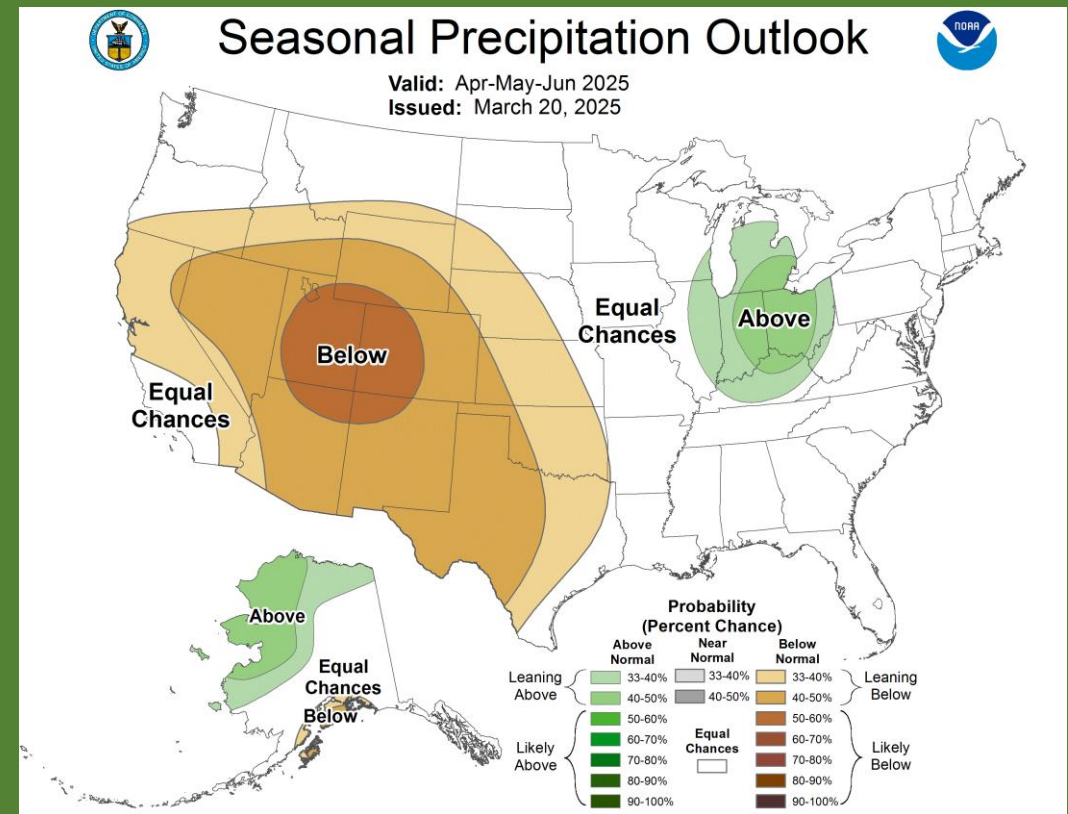 Seasonal Precipitation Outlook
NOAA
Valid: Apr-May-Jun 2025
Issued: March 20, 2025
Equal
Chances
Above
Below
Equal
Chances
Above
Equal
Chances
Below
Probability
(Percent Chance)
Above
Normal
Near
Normal
Below
Normal
Leaning
Above
33-40%
33-40%
33-40%
Leaning
Below
40-50%
40-50%
40-50%
Likely
Above
50-60%
60-70%
70-80%
80-90%
90-100%
Equal
Chances
50-60%
60-70%
70-80%
80-90%
90-100%
Likely
Below